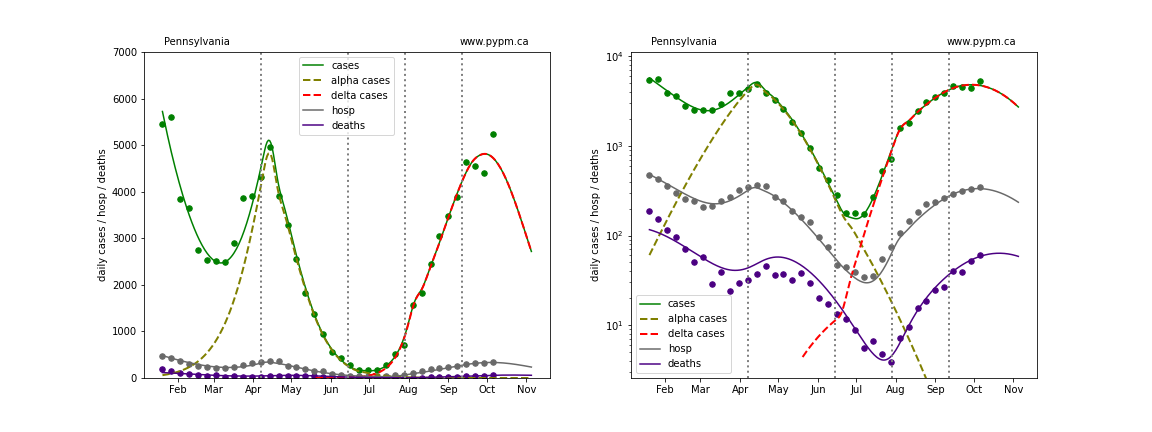 Pennsylvania www.pypm.ca
7000
6000
5000
4000
3000
2000
1000
0
daily cases / hosp / deaths
cases
alpha cases
delta cases
hosp
deaths
Feb Mar Apr May Jun Jul Aug Sep Oct Nov
Pennsylvania www.pypm.ca
10⁴
10³
10²
10¹
daily cases / hosp / deaths
cases
alpha cases
delta cases
hosp
deaths
Feb Mar Apr May Jun Jul Aug Sep Oct Nov